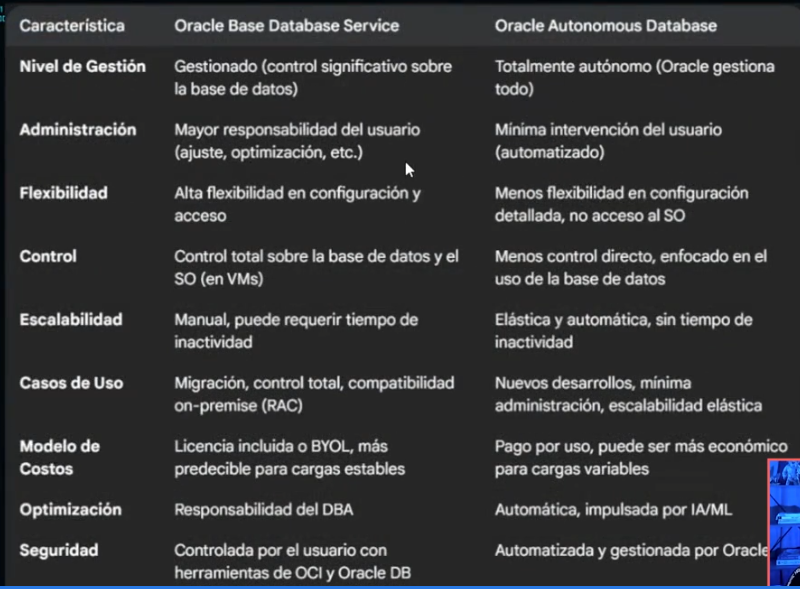 Característica Oracle Base Database Service Oracle Autonomous Database
Nivel de Gestión Gestionado (control significativo sobre Totalmente autónomo (Oracle gestiona
la base de datos) todo)
Administración Mayor responsabilidad del usuario Mínima intervención del usuario
(ajuste, optimización, etc.) (automatizado)
Flexibilidad Alta flexibilidad en configuración y Menos flexibilidad en configuración
acceso detallada, no acceso al SO
Control Control total sobre la base de datos y el Menos control directo, enfocado en el
SO (en VMs) uso de la base de datos
Escalabilidad Manual, puede requerir tiempo de Elástica y automática, sin tiempo de
inactividad inactividad
Casos de Uso Migración, control total, compatibilidad Nuevos desarrollos, mínima
on-premise (RAC) administración, escalabilidad elástica
Modelo de Licencia incluida o BYOL, más Pago por uso, puede ser más económico
Costos predecible para cargas estables para cargas variables
Optimización Responsabilidad del DBA Automática, impulsada por IA/ML
Seguridad Controlada por el usuario con Automatizada y gestionada por Oracle
herramientas de OCI y Oracle DB